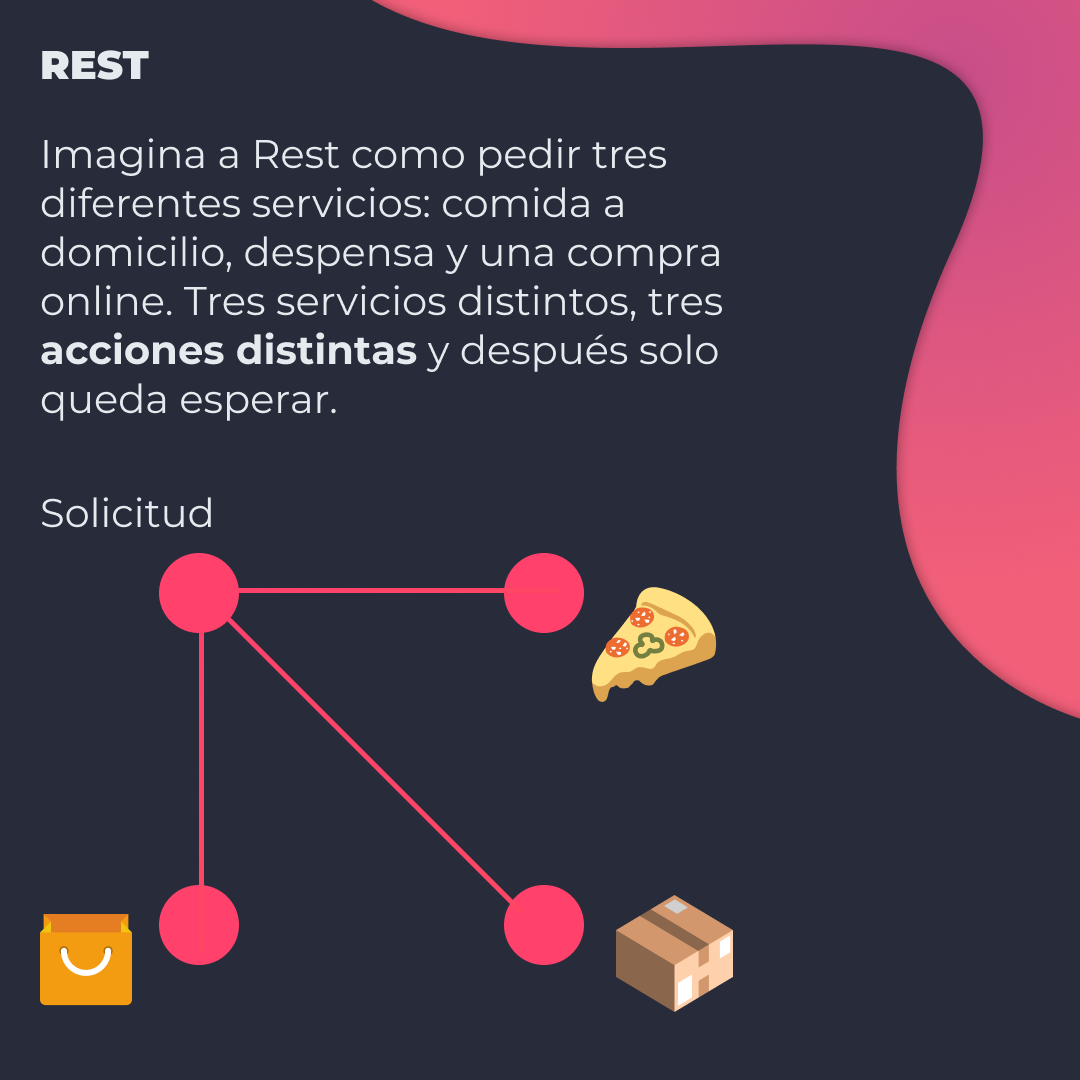 REST
Imagina a Rest como pedir tres
diferentes servicios: comida a
domicilio, despensa y una compra
online. Tres servicios distintos, tres
acciones distintas y después solo
queda esperar.
Solicitud